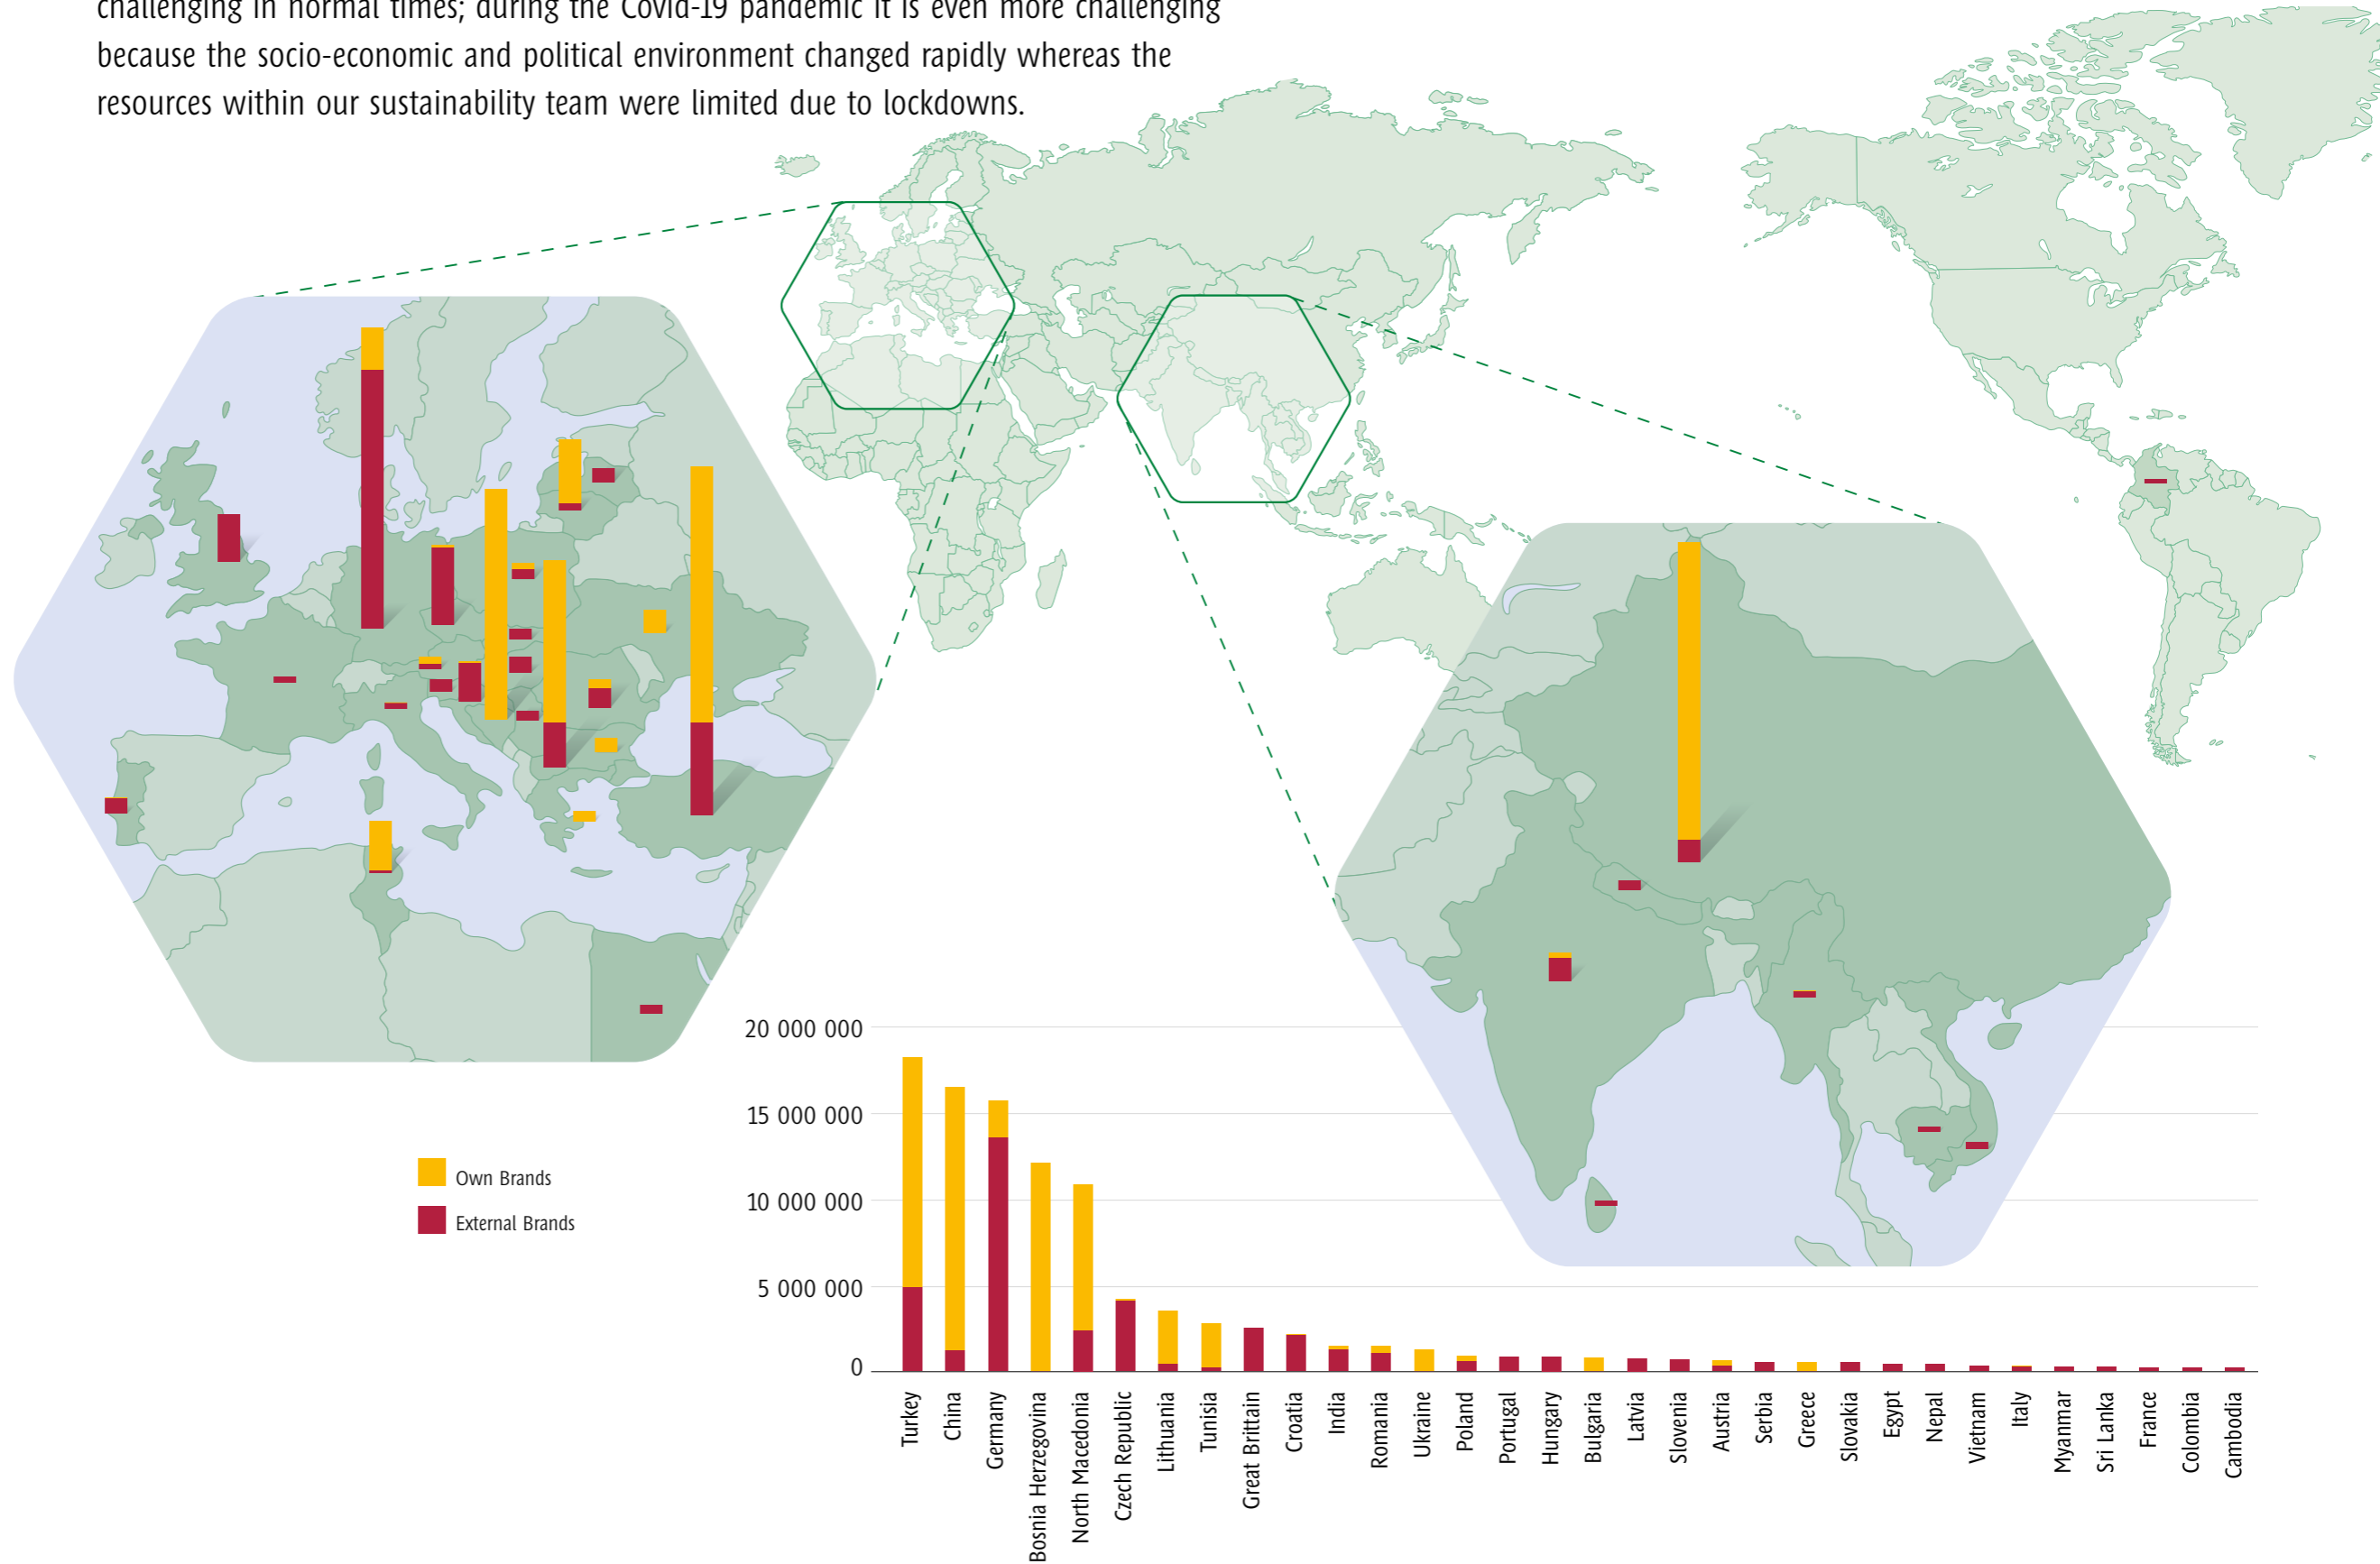 challenging in normal times; during the Covid-19 pandemic it is even more challenging
because the socio-economic and political environment changed rapidly whereas the
resources within our sustainability team were limited due to lockdowns.
20 000 000
15 000 000
10 000 000
5 000 000
0
Own Brands
External Brands
Turkey
China
Germany
Bosnia Herzegovina
North Macedonia
Czech Republic
Lithuania
Tunisia
Great Brittain
Croatia
India
Romania
Ukraine
Poland
Portugal
Hungary
Bulgaria
Latvia
Slovenia
Austria
Serbia
Greece
Slovakia
Egypt
Nepal
Vietnam
Italy
Myanmar
Sri Lanka
France
Colombia
Cambodia